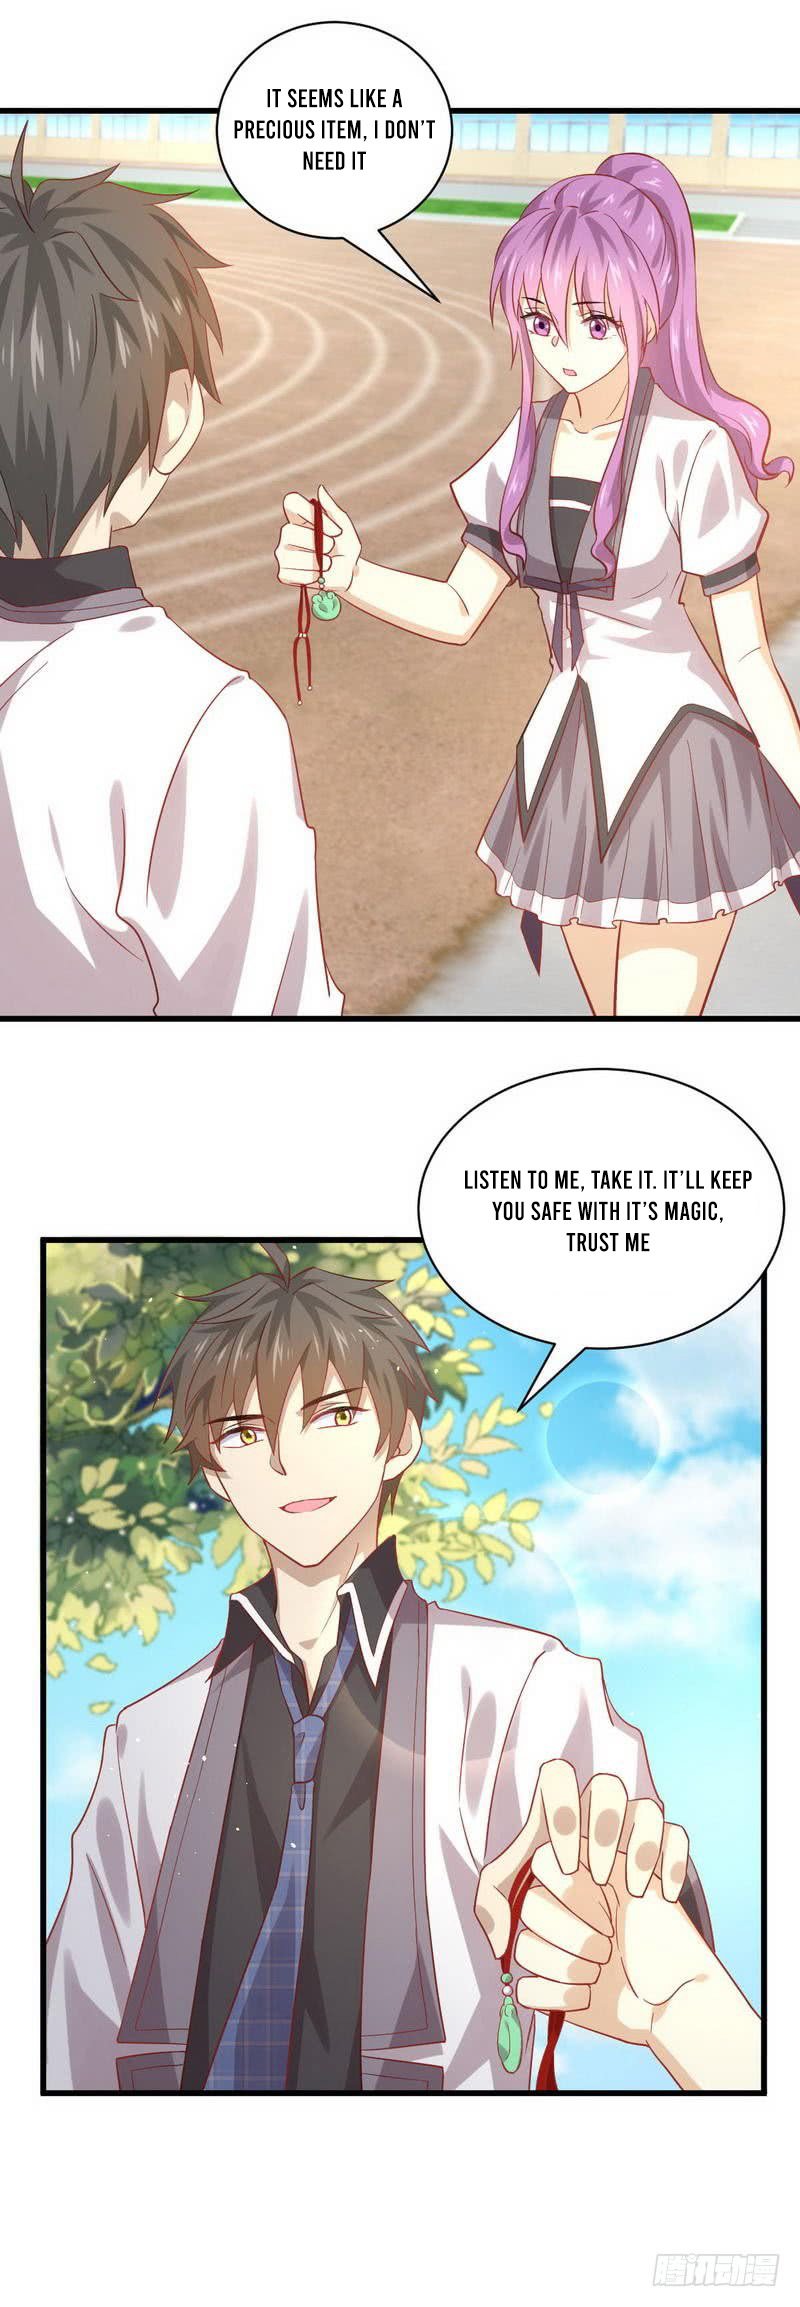 IT SEEMS LIKE A
PRECIOUS ITEM, I DON'T
NEED IT
LISTEN TO ME, TAKE IT. IT'LL KEEP
YOU SAFE WITH IT'S MAGIC,
TRUST ME
腾讯动漫